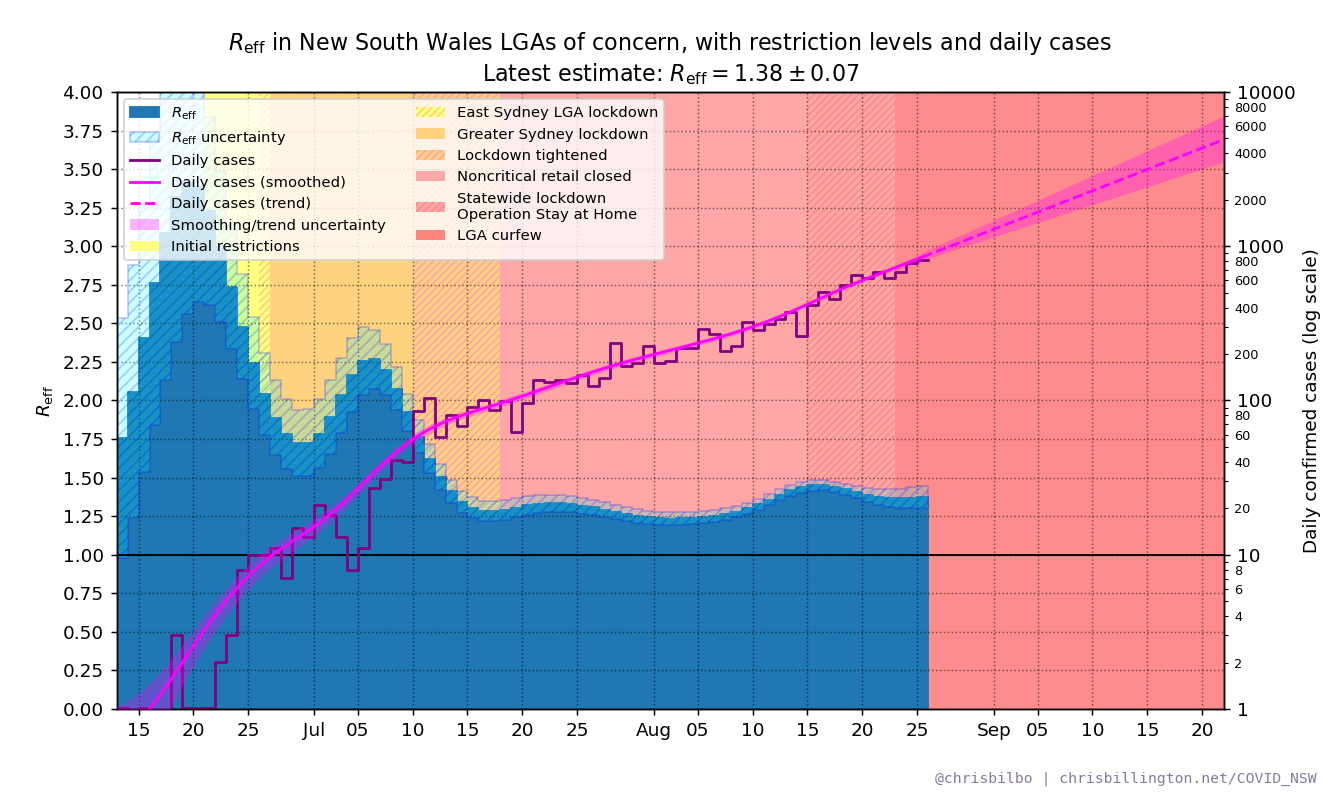 R_eff in New South Wales LGAs of concern, with restriction levels and daily cases
Latest estimate: R_eff = 1.38 ± 0.07
R_eff
R_eff uncertainty
Daily cases
Daily cases (smoothed)
Daily cases (trend)
Smoothing/trend uncertainty
Initial restrictions
East Sydney LGA lockdown
Greater Sydney lockdown
Lockdown tightened
Noncritical retail closed
Statewide lockdown
Operation Stay at Home
LGA curfew
R_eff
4.00
3.75
3.50
3.25
3.00
2.75
2.50
2.25
2.00
1.75
1.50
1.25
1.00
0.75
0.50
0.25
0.00
10000
8000
6000
4000
2000
1000
800
600
400
200
100
80
60
40
20
10
8
6
4
2
1
Daily confirmed cases (log scale)
15 20 25 Jul 05 10 15 20 25 Aug 05 10 15 20 25 Sep 05 10 15 20
@chrisbilbo | chrisbillington.net/COVID_NSW